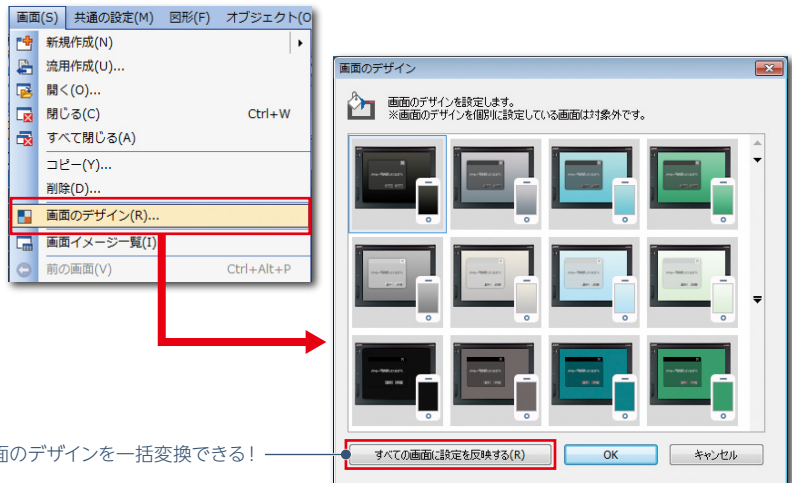 画面(S) 共通の設定(M) 図形(F) オブジェクト(O
新規作成(N)
流用作成(U)...
開く(O)...
閉じる(C) Ctrl+W
すべて閉じる(A)
コピー(Y)...
削除(D)...
画面のデザイン(R)...
画面イメージ一覧(I)
前の画面(V) Ctrl+Alt+P
画面のデザイン
画面のデザインを設定します。
※画面のデザインを個別に設定している画面は対象外です。
すべての画面に設定を反映する(R) OK キャンセル
面のデザインを一括変換できる!